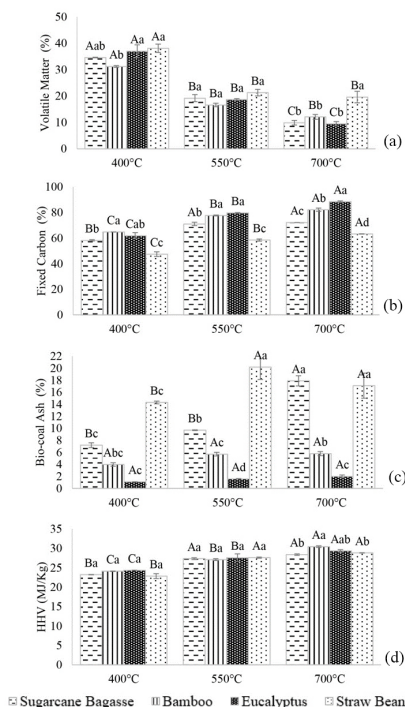 Volatile Matter (%)
50
40
30
20
10
0
Aab Ab Aa Aa
Ba Ba Ba Ba
Cb Bb Cb Ba
400°C 550°C 700°C
(a)
Fixed Carbon (%)
100
80
60
40
20
0
Bb Ca Cab Cc
Ab Ba Ba Bc
Ac Ba Aa Ad
400°C 550°C 700°C
(b)
Bio-coal Ash (%)
22
20
18
16
14
12
10
8
6
4
2
0
Bc Abc Ac Bc
Bb Ac Ad Aa
Aa Ab Ac Aa
400°C 550°C 700°C
(c)
HHV (MJ/Kg)
35
30
25
20
15
10
5
0
Ba Ca Ca Ba
Aa Ba Ba Aa
Ab Aa Aab Ab
400°C 550°C 700°C
(d)
Sugarcane Bagasse Bamboo Eucalyptus Straw Bean